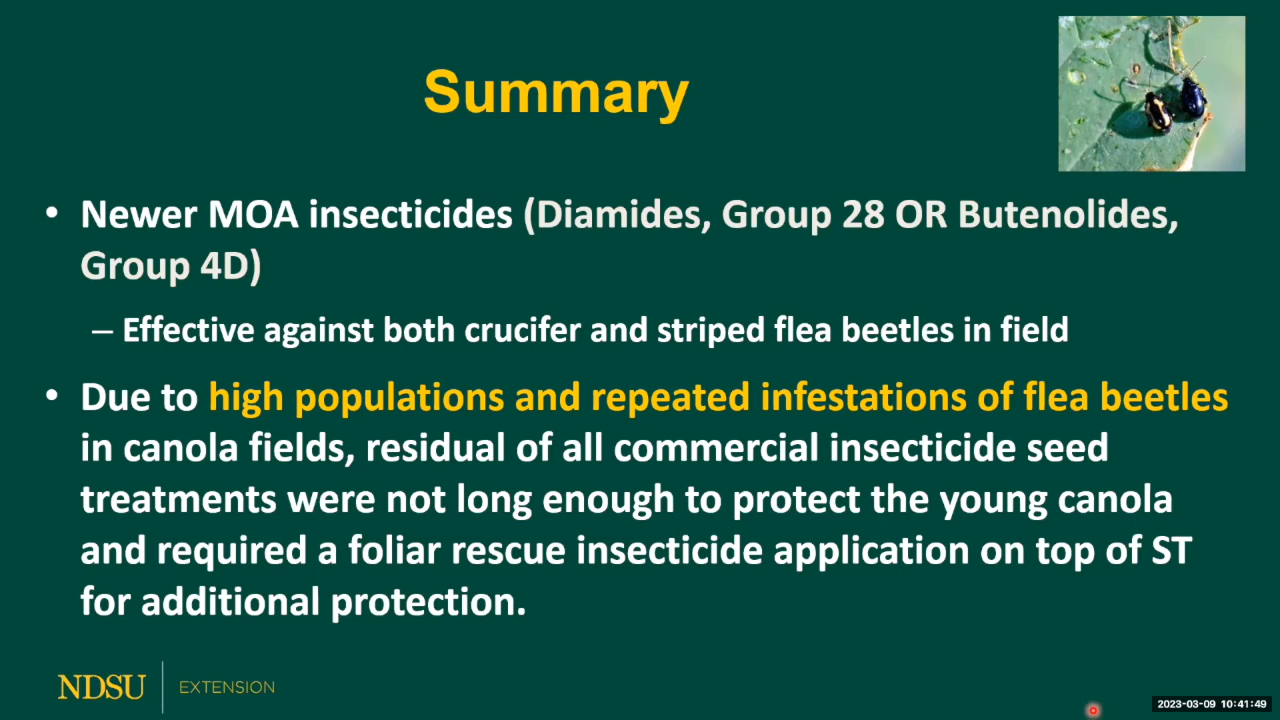 Summary
• Newer MOA insecticides (Diamides, Group 28 OR Butenolides,
Group 4D)
– Effective against both crucifer and striped flea beetles in field
• Due to high populations and repeated infestations of flea beetles
in canola fields, residual of all commercial insecticide seed
treatments were not long enough to protect the young canola
and required a foliar rescue insecticide application on top of ST
for additional protection.
NDSU EXTENSION
2023-03-09 10:41:49